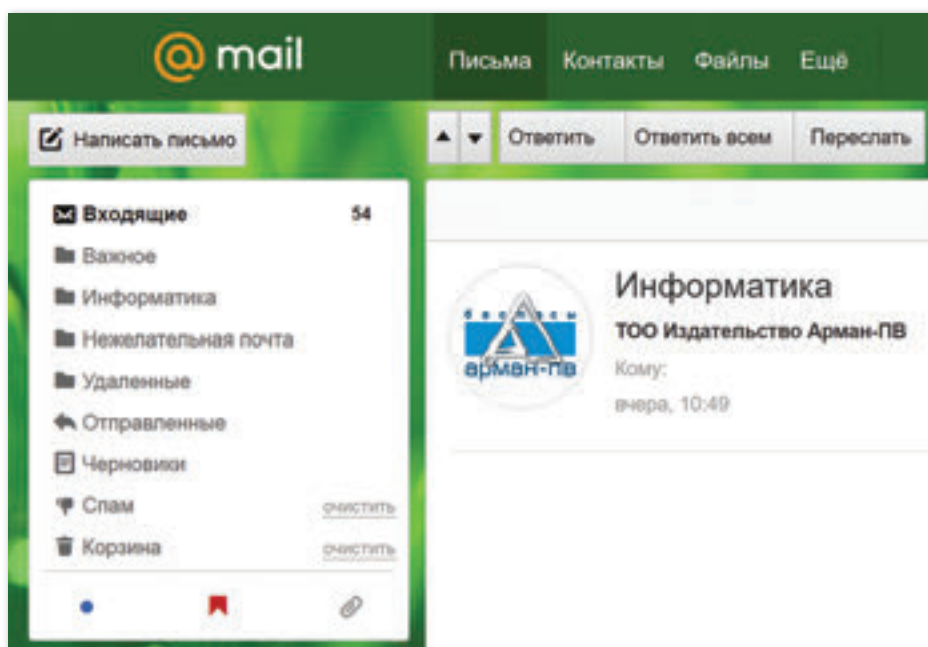 @ mail
Письма Контакты Файлы Ещё
Написать письмо
Ответить Ответить всем Переслать
Входящие 54
Важное
Информатика
Нежелательная почта
Удаленные
Отправленные
Черновики
Спам очистить
Корзина очистить
Информатика
ТОО Издательство Арман-ПВ
Кому:
вчера, 10:49
баспасы
арман-пв